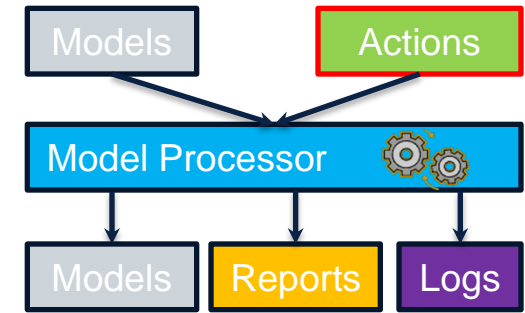 Models
Actions
Model Processor
Models
Reports
Logs